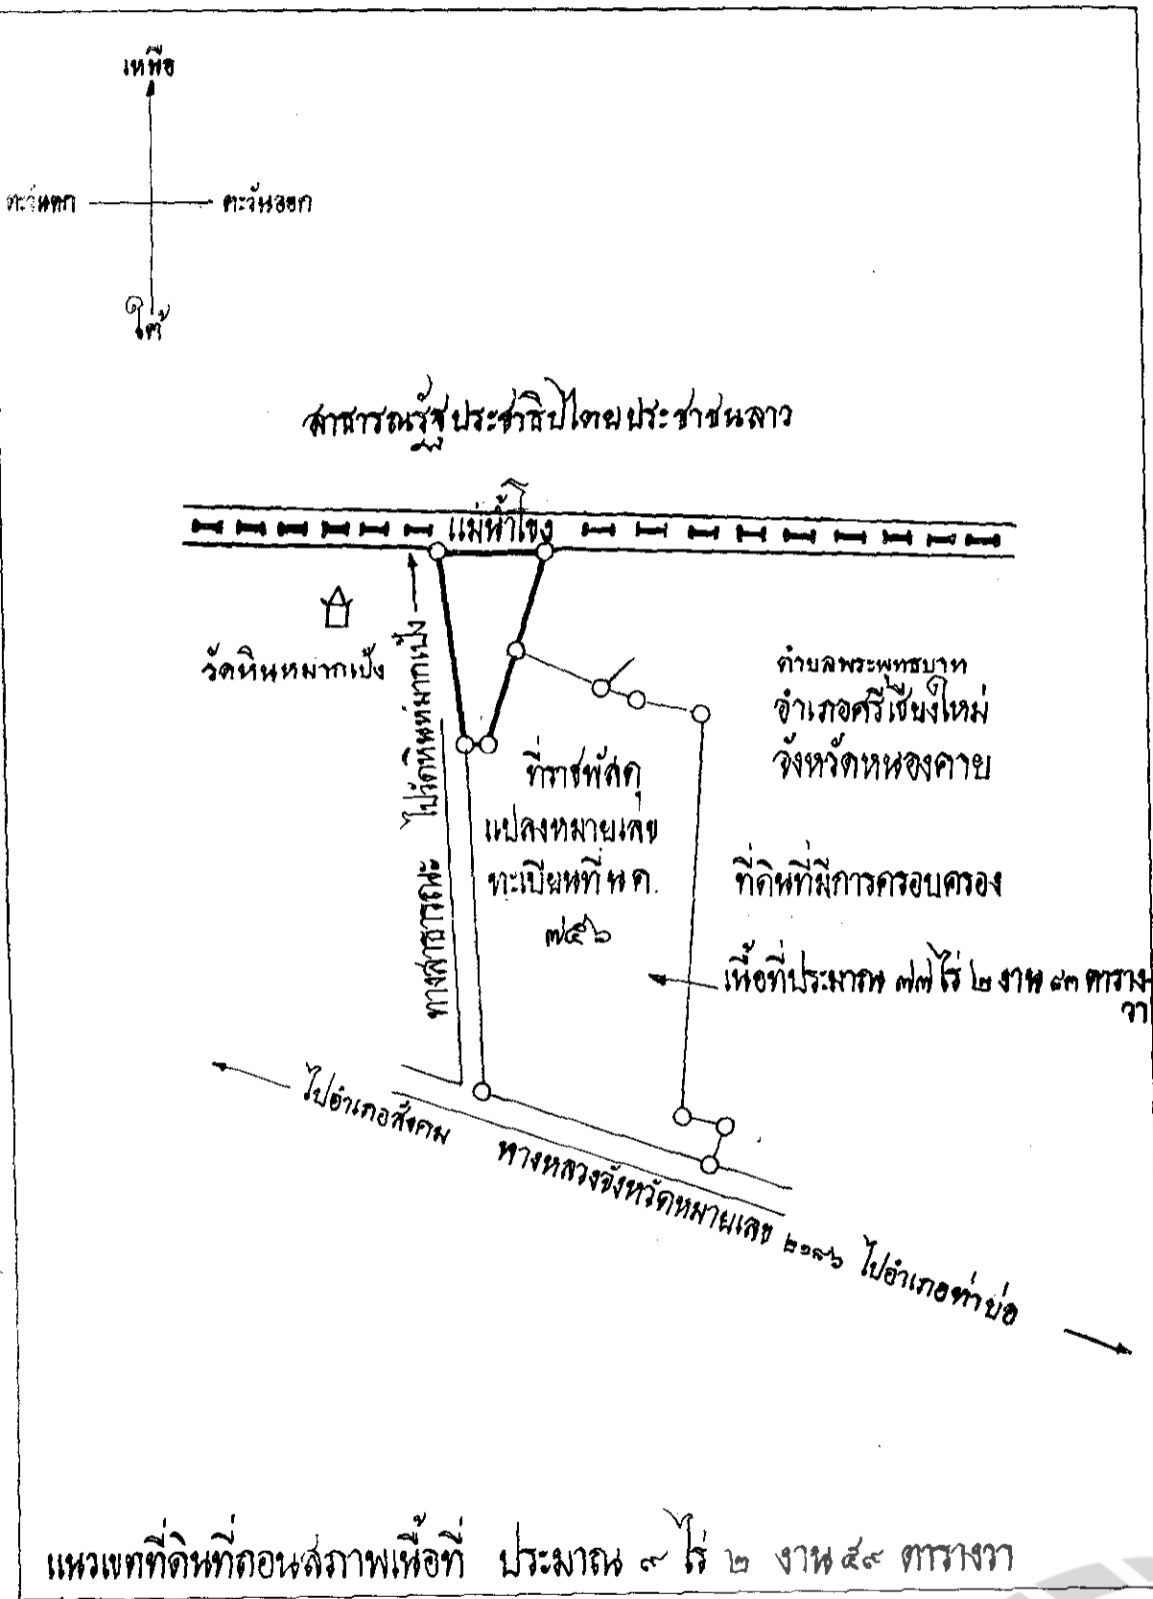 เหนือ
ตะวันตก
ตะวันออก
ใต้
สาธารณรัฐประชาธิปไตยประชาชนลาว
แม่น้ำโขง
วัดหินหมากเป้ง
ไปวัดหินหมากเป้ง
ทางสาธารณะ
ตำบลพระพุทธบาท
อำเภอศรีเชียงใหม่
จังหวัดหนองคาย
ที่ราชพัสดุ
แปลงหมายเลข
ทะเบียนที่ นค.
๗๕๖
ที่ดินที่มีการครอบครอง
เนื้อที่ประมาณ ๗๗ ไร่ ๒ งาน ๘๓ ตาราง
วา
ไปอำเภอสังคม
ทางหลวงจังหวัดหมายเลข ๒๑๘๖ ไปอำเภอท่าบ่อ
แนวเขตที่ดินที่ถอนสภาพเนื้อที่ ประมาณ ๙ ไร่ ๒ งาน ๕๙ ตารางวา